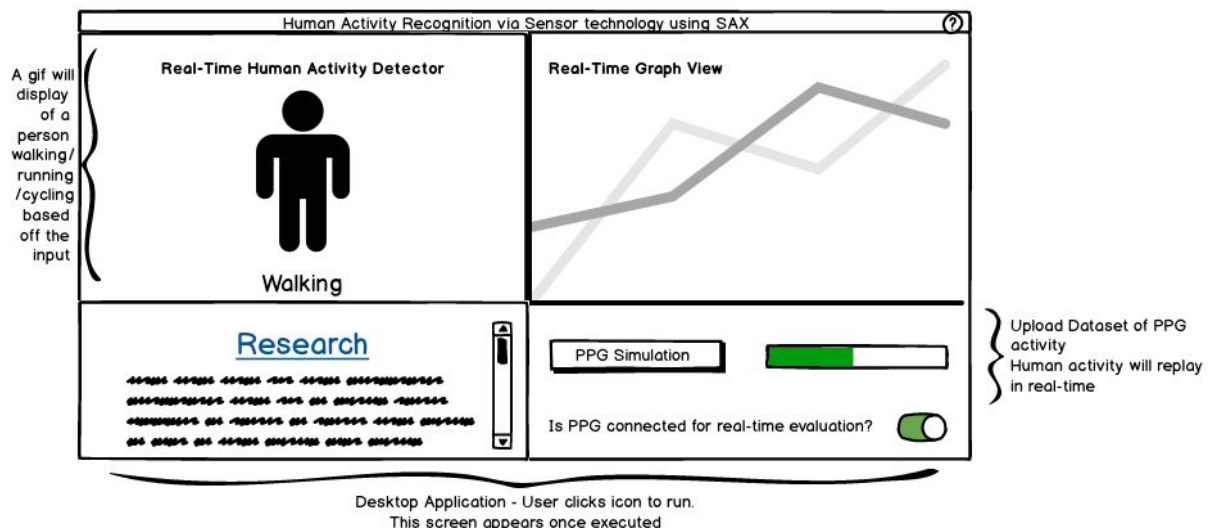 Human Activity Recognition via Sensor technology using SAX
?
A gif will
display
of a
person
walking/
running
/cycling
based
off the
input
Real-Time Human Activity Detector
Walking
Real-Time Graph View
Research
PPG Simulation
Is PPG connected for real-time evaluation?
Upload Dataset of PPG
activity
Human activity will replay
in real-time
Desktop Application - User clicks icon to run.
This screen appears once executed